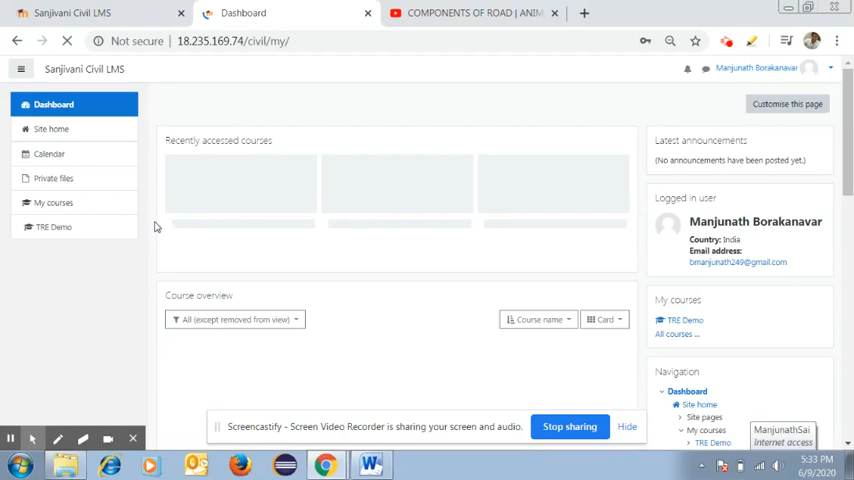 Sanjivani Civil LMS
Dashboard
COMPONENTS OF ROAD | ANIM
Not secure | 18.235.169.74/civil/my/
Sanjivani Civil LMS
Manjunath Borakanavar
Dashboard
Site home
Calendar
Private files
My courses
TRE Demo
Customise this page
Recently accessed courses
Course overview
All (except removed from view)
Course name
Card
Latest announcements
(No announcements have been posted yet.)
Logged in user
Manjunath Borakanavar
Country: India
Email address:
bmanjunath249@gmail.com
My courses
TRE Demo
All courses ...
Navigation
Dashboard
Site home
Site pages
My courses
TRE Demo
Screencastify - Screen Video Recorder is sharing your screen and audio.
Stop sharing
Hide
ManjunathSai
Internet access
5:33 PM
6/9/2020